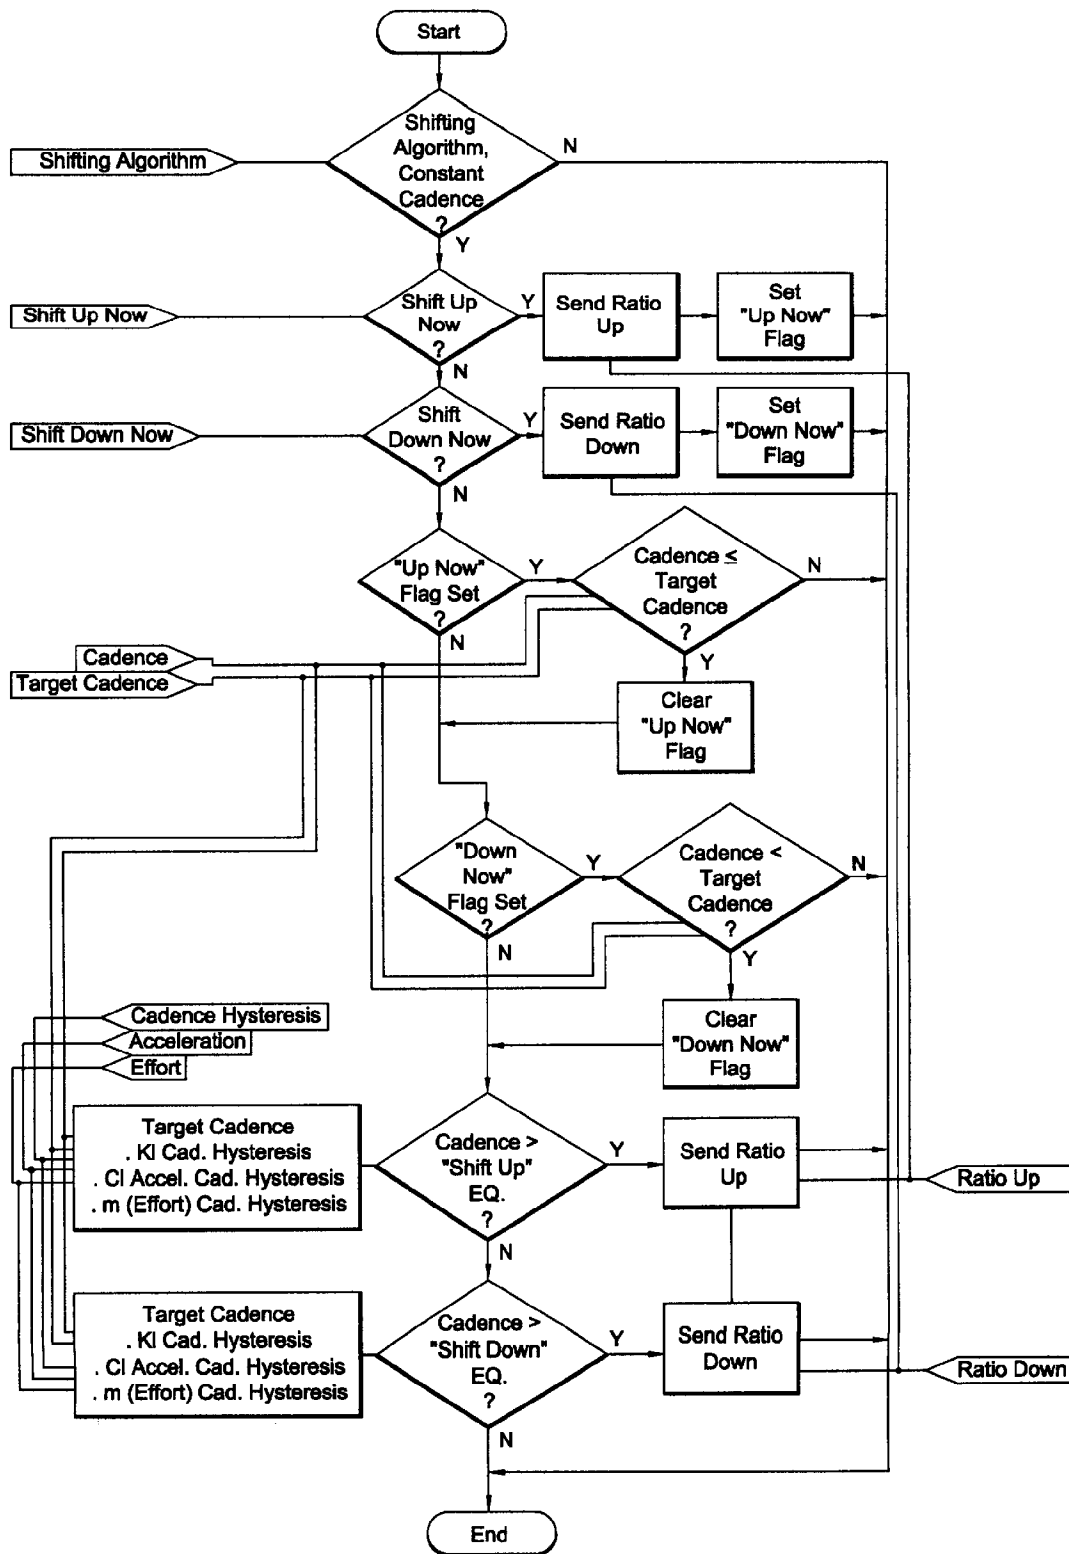 Start
Shifting
Algorithm,
Constant
Cadence
?
N
Shifting Algorithm
Y
Shift Up
Now
?
Y
Send Ratio
Up
Set
"Up Now"
Flag
Shift Up Now
N
Shift
Down Now
?
Y
Send Ratio
Down
Set
"Down Now"
Flag
Shift Down Now
N
"Up Now"
Flag Set
?
Y
Cadence ≤
Target
Cadence
?
N
N
Y
Cadence
Target Cadence
Clear
"Up Now"
Flag
"Down
Now"
Flag Set
?
Y
Cadence <
Target
Cadence
?
N
N
Y
Cadence Hysteresis
Acceleration
Effort
Clear
"Down Now"
Flag
Target Cadence
. KI Cad. Hysteresis
. CI Accel. Cad. Hysteresis
. m (Effort) Cad. Hysteresis
Cadence >
"Shift Up"
EQ.
?
Y
Send Ratio
Up
Ratio Up
N
Target Cadence
. KI Cad. Hysteresis
. CI Accel. Cad. Hysteresis
. m (Effort) Cad. Hysteresis
Cadence >
"Shift Down"
EQ.
?
Y
Send Ratio
Down
Ratio Down
N
End